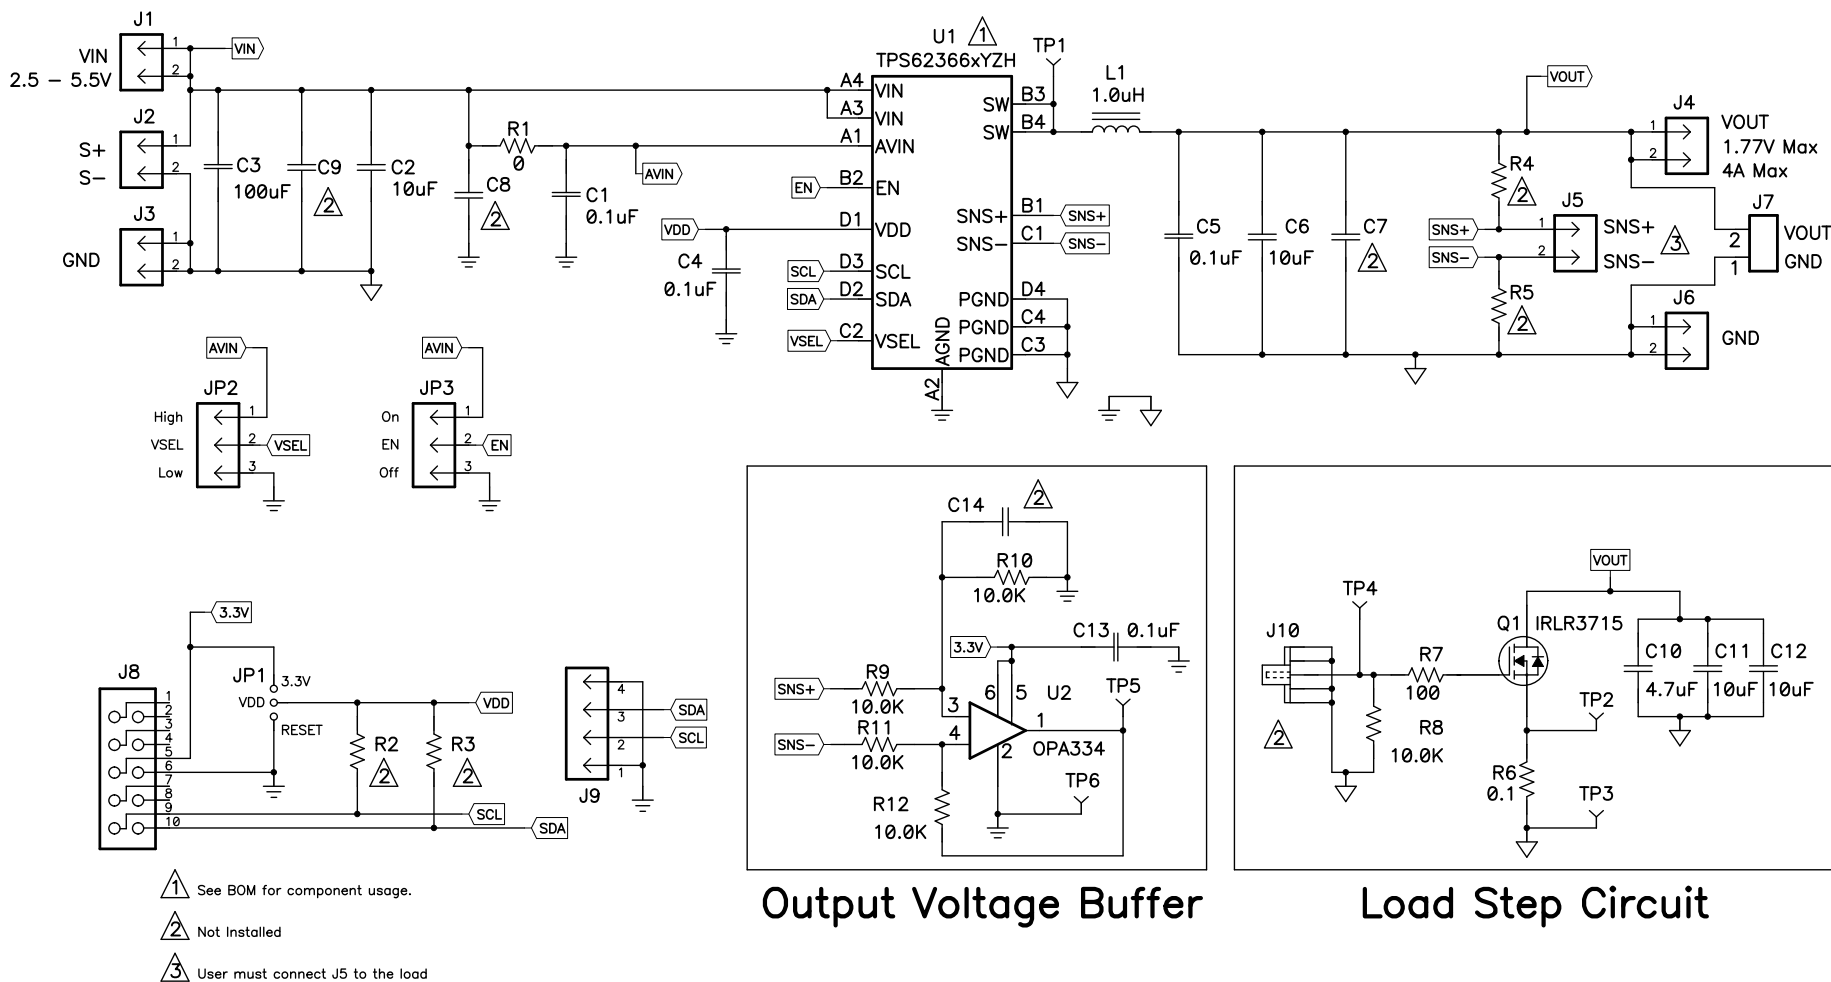 J1
VIN
2.5 - 5.5V
1
2
VIN
J2
S+
S-
1
2
J3
GND
1
2
C3
100uF
C9
2
C2
10uF
R1
0
C8
2
C1
0.1uF
AVIN
EN
VDD
C4
0.1uF
SCL
SDA
VSEL
U1
1
TPS62366xYZH
A4 VIN
A3 VIN
A1 AVIN
B2 EN
D1 VDD
D3 SCL
D2 SDA
C2 VSEL
AGND
A2
SW B3
SW B4
SNS+ B1 SNS+
SNS- C1 SNS-
PGND D4
PGND C4
PGND C3
TP1
L1
1.0uH
C5
0.1uF
C6
10uF
C7
2
VOUT
R4
2
SNS+
SNS-
R5
2
J5
1
2
SNS+
SNS-
3
J4
1
2
VOUT
1.77V Max
4A Max
J7
2
1
VOUT
GND
J6
1
2
GND
AVIN
JP2
High
VSEL
Low
1
2
3
VSEL
AVIN
JP3
On
EN
Off
1
2
3
EN
3.3V
J8
1
2
3
4
5
6
7
8
9
10
JP1
3.3V
VDD
RESET
VDD
R2
2
R3
2
SCL
SDA
4
3
2
1
SDA
SCL
J9
C14
2
R10
10.0K
3.3V
C13 0.1uF
SNS+
R9
10.0K
SNS-
R11
10.0K
6
5
U2
3
4
1
2
OPA334
TP5
TP6
R12
10.0K
Output Voltage Buffer
VOUT
TP4
J10
2
R7
100
R8
10.0K
Q1 IRLR3715
TP2
R6
0.1
TP3
C10
4.7uF
C11
10uF
C12
10uF
Load Step Circuit
1 See BOM for component usage.
2 Not Installed
3 User must connect J5 to the load